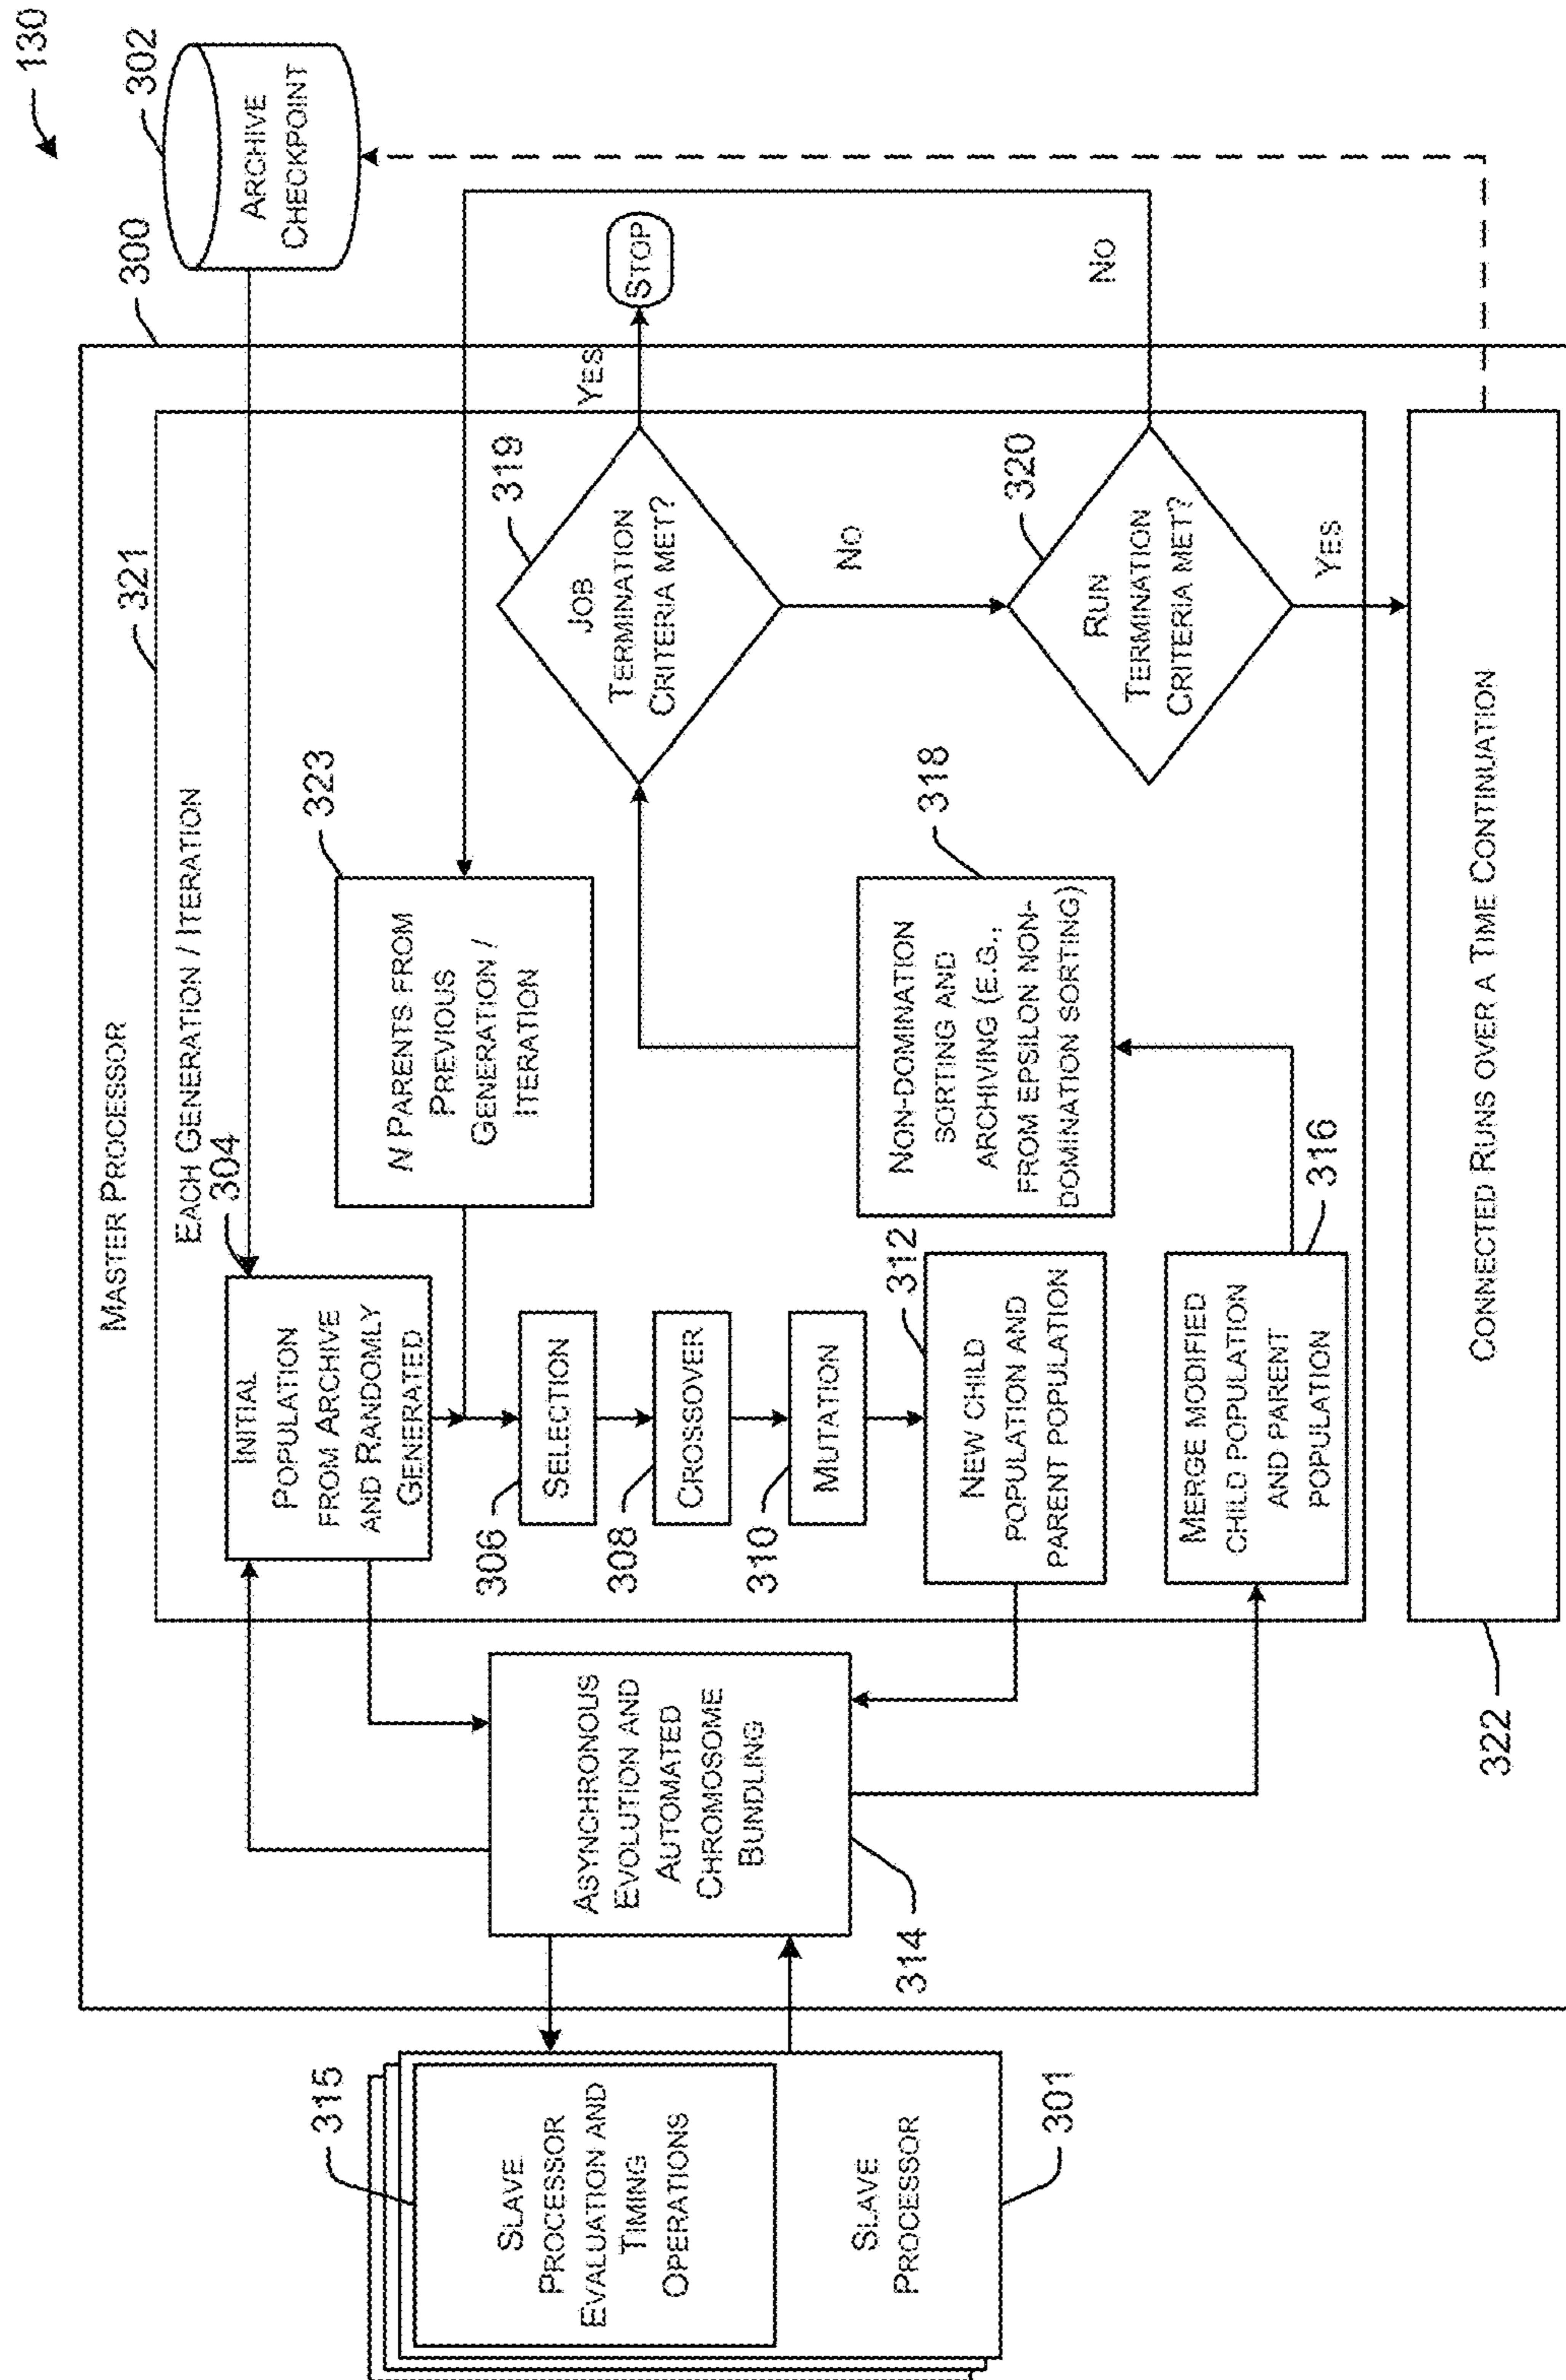 130
302
ARCHIVE
CHECKPOINT
300
MASTER PROCESSOR
321
EACH GENERATION / ITERATION
304
INITIAL
POPULATION
FROM ARCHIVE
AND RANDOMLY
GENERATED
323
N PARENTS FROM
PREVIOUS
GENERATION /
ITERATION
306
SELECTION
308
CROSSOVER
310
MUTATION
312
NEW CHILD
POPULATION AND
PARENT POPULATION
316
MERGE MODIFIED
CHILD POPULATION
AND PARENT
POPULATION
318
NON-DOMINATION
SORTING AND
ARCHIVING (E.G.,
FROM EPSILON NON-
DOMINATION SORTING)
319
JOB
TERMINATION
CRITERIA MET?
YES
STOP
NO
320
RUN
TERMINATION
CRITERIA MET?
NO
YES
CONNECTED RUNS OVER A TIME CONTINUATION
322
ASYNCHRONOUS
EVOLUTION AND
AUTOMATED
CHROMOSOME
BUNDLING
314
315
SLAVE
PROCESSOR
EVALUATION AND
TIMING
OPERATIONS
SLAVE
PROCESSOR
301